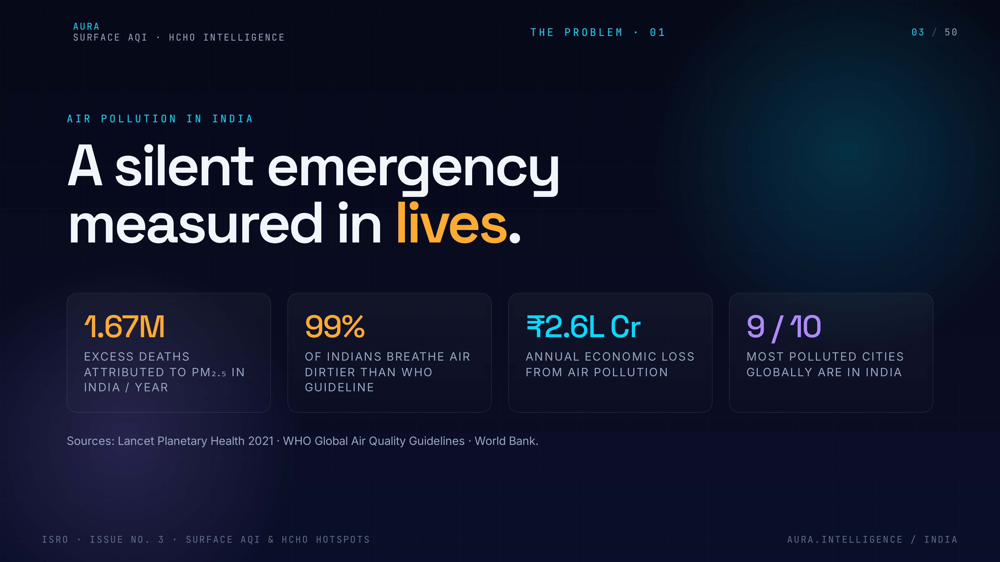 AURA
SURFACE AQI · HCHO INTELLIGENCE
THE PROBLEM · 01
03 / 50
AIR POLLUTION IN INDIA
A silent emergency
measured in lives.
1.67M
EXCESS DEATHS
ATTRIBUTED TO PM₂.₅ IN
INDIA / YEAR
99%
OF INDIANS BREATHE AIR
DIRTIER THAN WHO
GUIDELINE
₹2.6L Cr
ANNUAL ECONOMIC LOSS
FROM AIR POLLUTION
9 / 10
MOST POLLUTED CITIES
GLOBALLY ARE IN INDIA
Sources: Lancet Planetary Health 2021 · WHO Global Air Quality Guidelines · World Bank.
ISRO · ISSUE NO. 3 · SURFACE AQI & HCHO HOTSPOTS
AURA.INTELLIGENCE / INDIA